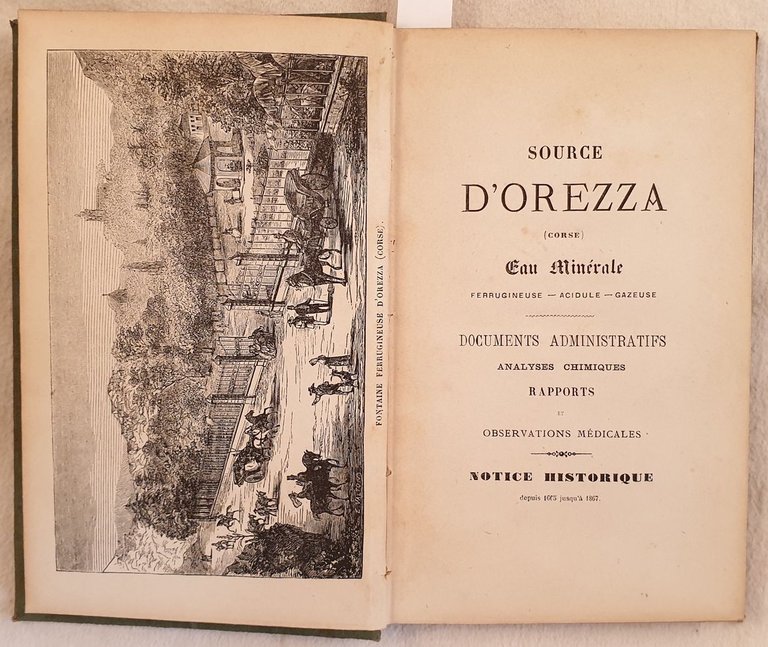 FONTAINE FERRUGINEUSE D'OREZZA (CORSE).
SOURCE
D'OREZZA
(CORSE)
Eau Minérale
FERRUGINEUSE — ACIDULE — GAZEUSE
DOCUMENTS ADMINISTRATIFS
ANALYSES CHIMIQUES
RAPPORTS
ET
OBSERVATIONS MÉDICALES
NOTICE HISTORIQUE
depuis jusqu'à 1867.